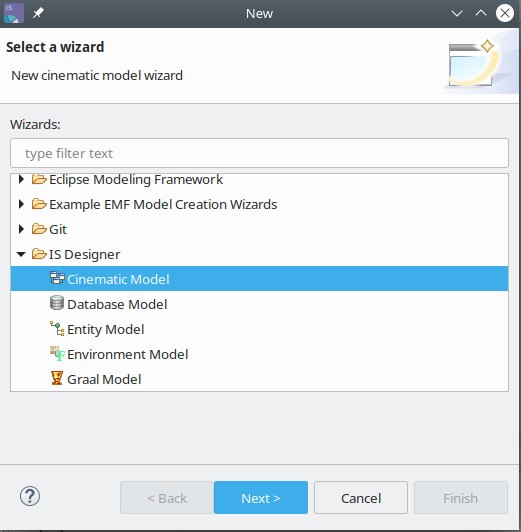 IS
New
Select a wizard
New cinematic model wizard
Wizards:
type filter text
Eclipse Modeling Framework
Example EMF Model Creation Wizards
Git
IS Designer
Cinematic Model
Database Model
Entity Model
Environment Model
Graal Model
?
< Back
Next >
Cancel
Finish